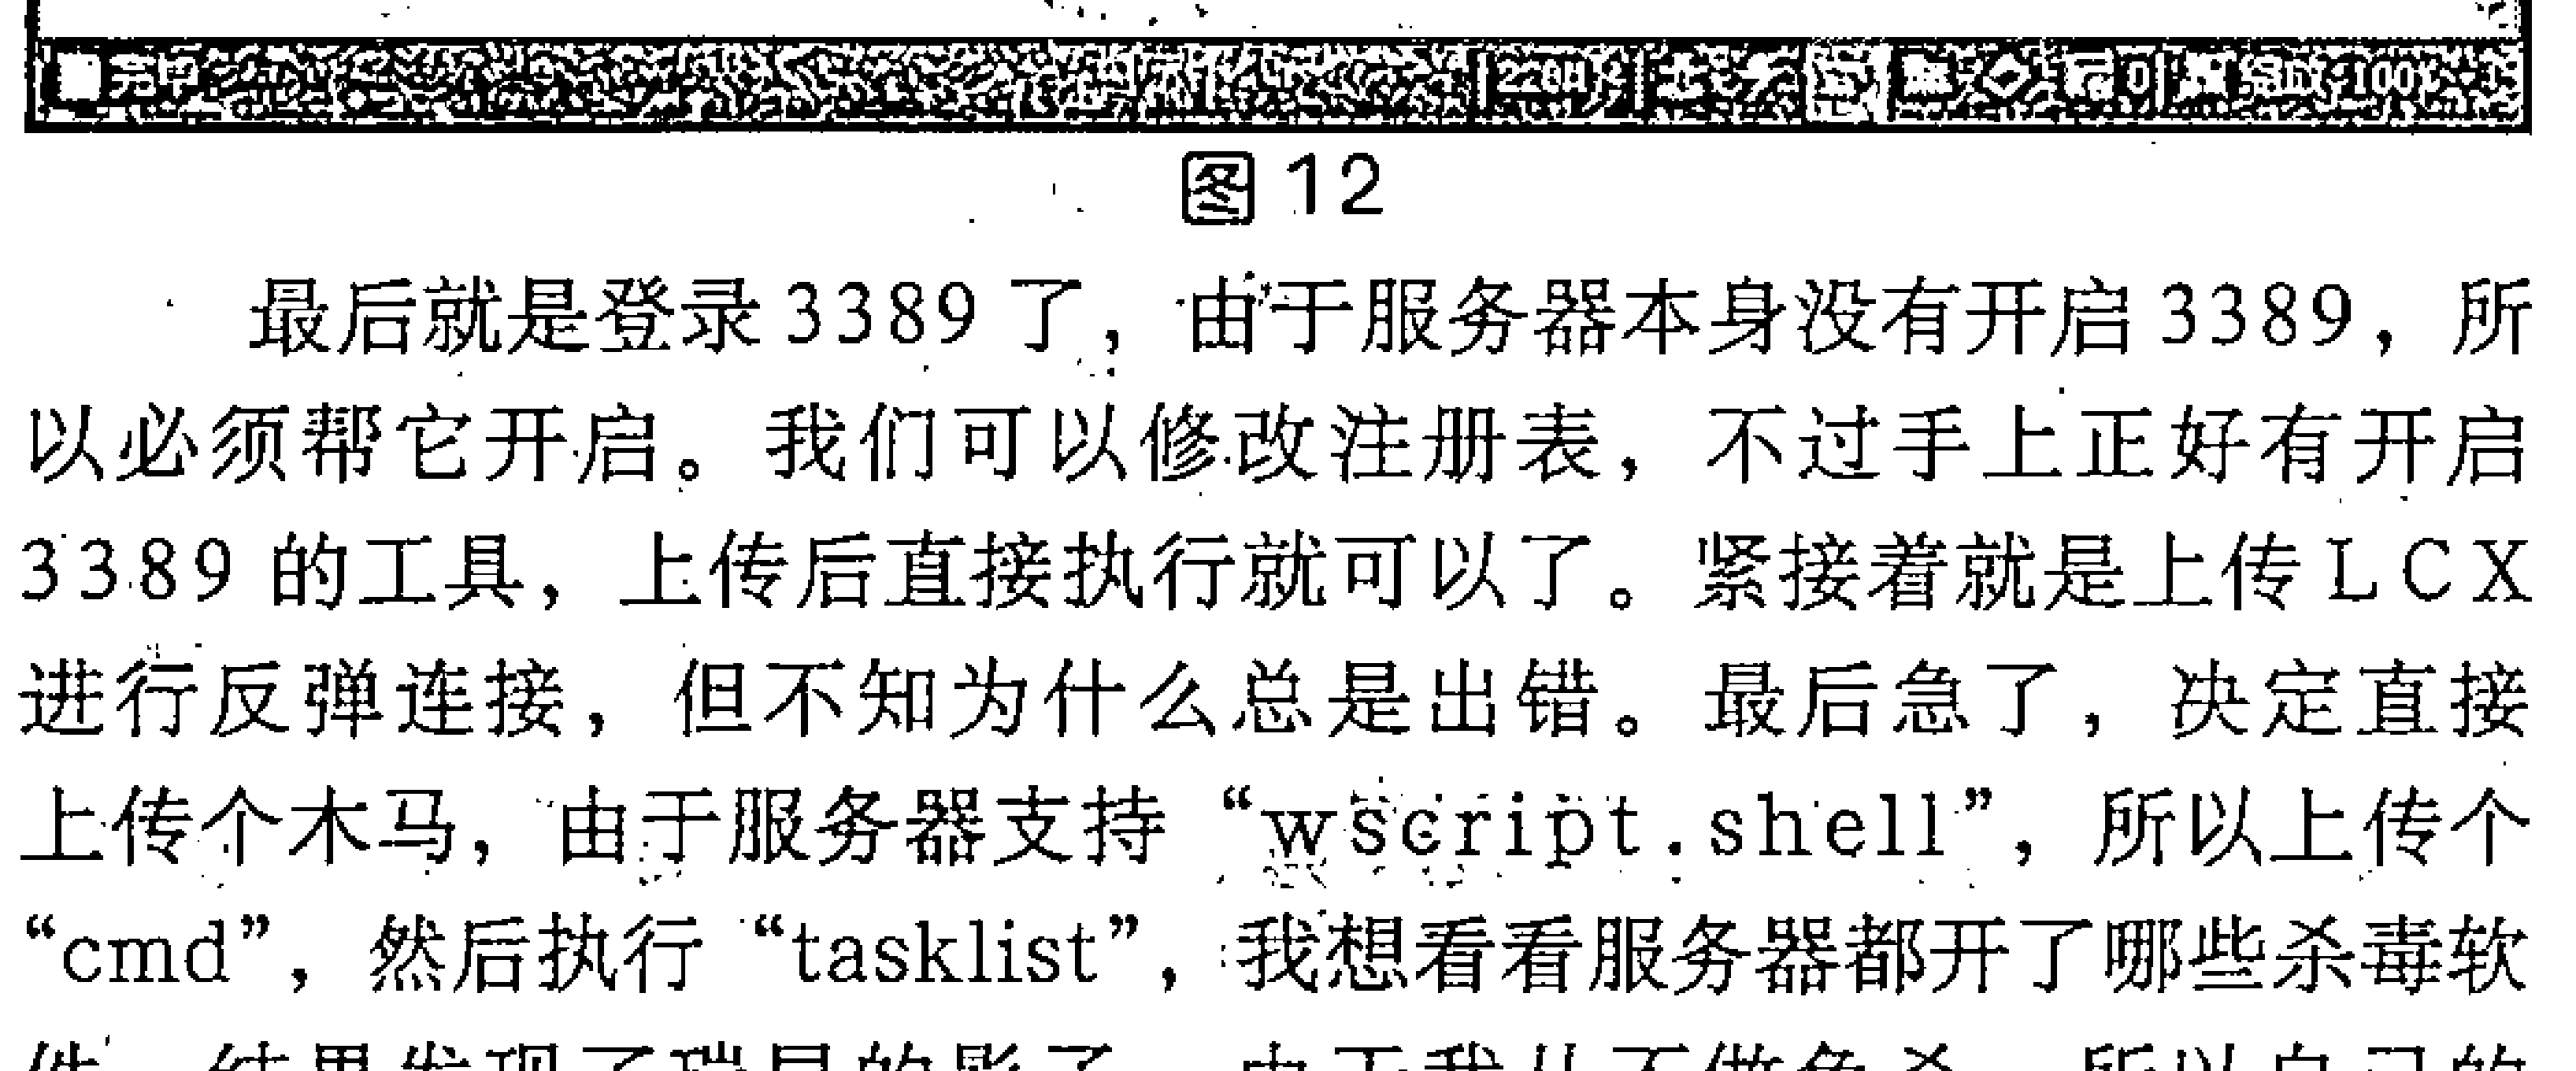 图 12
最后就是登录 3389 了，由于服务器本身没有开启 3389，所
以必须帮它开启。我们可以修改注册表，不过手上正好有开启
3389 的工具，上传后直接执行就可以了。紧接着就是上传 LCX
进行反弹连接，但不知为什么总是出错。最后急了，决定直接
上传个木马，由于服务器支持“wscript.shell”，所以上传个
“cmd”，然后执行“tasklist”，我想看看服务器都开了哪些杀毒软